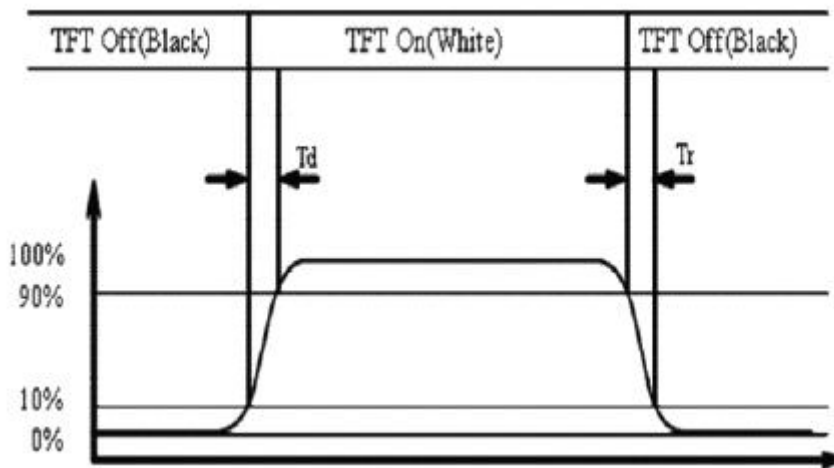 TFT Off(Black) TFT On(White) TFT Off(Black)
Td Tr
100%
90%
10%
0%